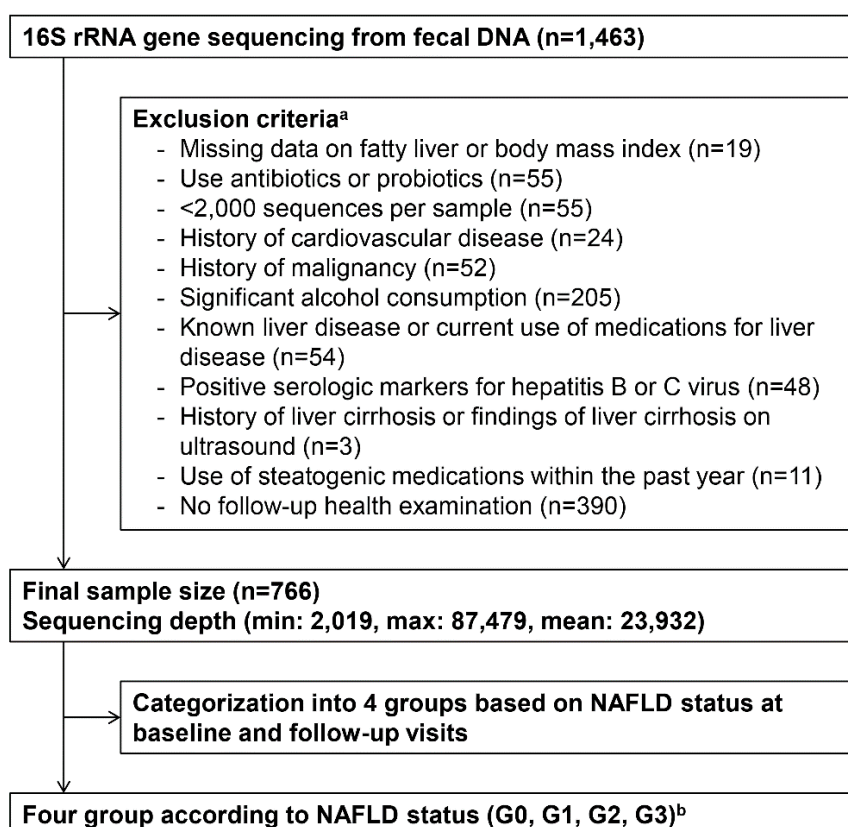 16S rRNA gene sequencing from fecal DNA (n=1,463)
Exclusion criteriaᵃ
- Missing data on fatty liver or body mass index (n=19)
- Use antibiotics or probiotics (n=55)
- <2,000 sequences per sample (n=55)
- History of cardiovascular disease (n=24)
- History of malignancy (n=52)
- Significant alcohol consumption (n=205)
- Known liver disease or current use of medications for liver
disease (n=54)
- Positive serologic markers for hepatitis B or C virus (n=48)
- History of liver cirrhosis or findings of liver cirrhosis on
ultrasound (n=3)
- Use of steatogenic medications within the past year (n=11)
- No follow-up health examination (n=390)
Final sample size (n=766)
Sequencing depth (min: 2,019, max: 87,479, mean: 23,932)
Categorization into 4 groups based on NAFLD status at
baseline and follow-up visits
Four group according to NAFLD status (G0, G1, G2, G3)ᵇ